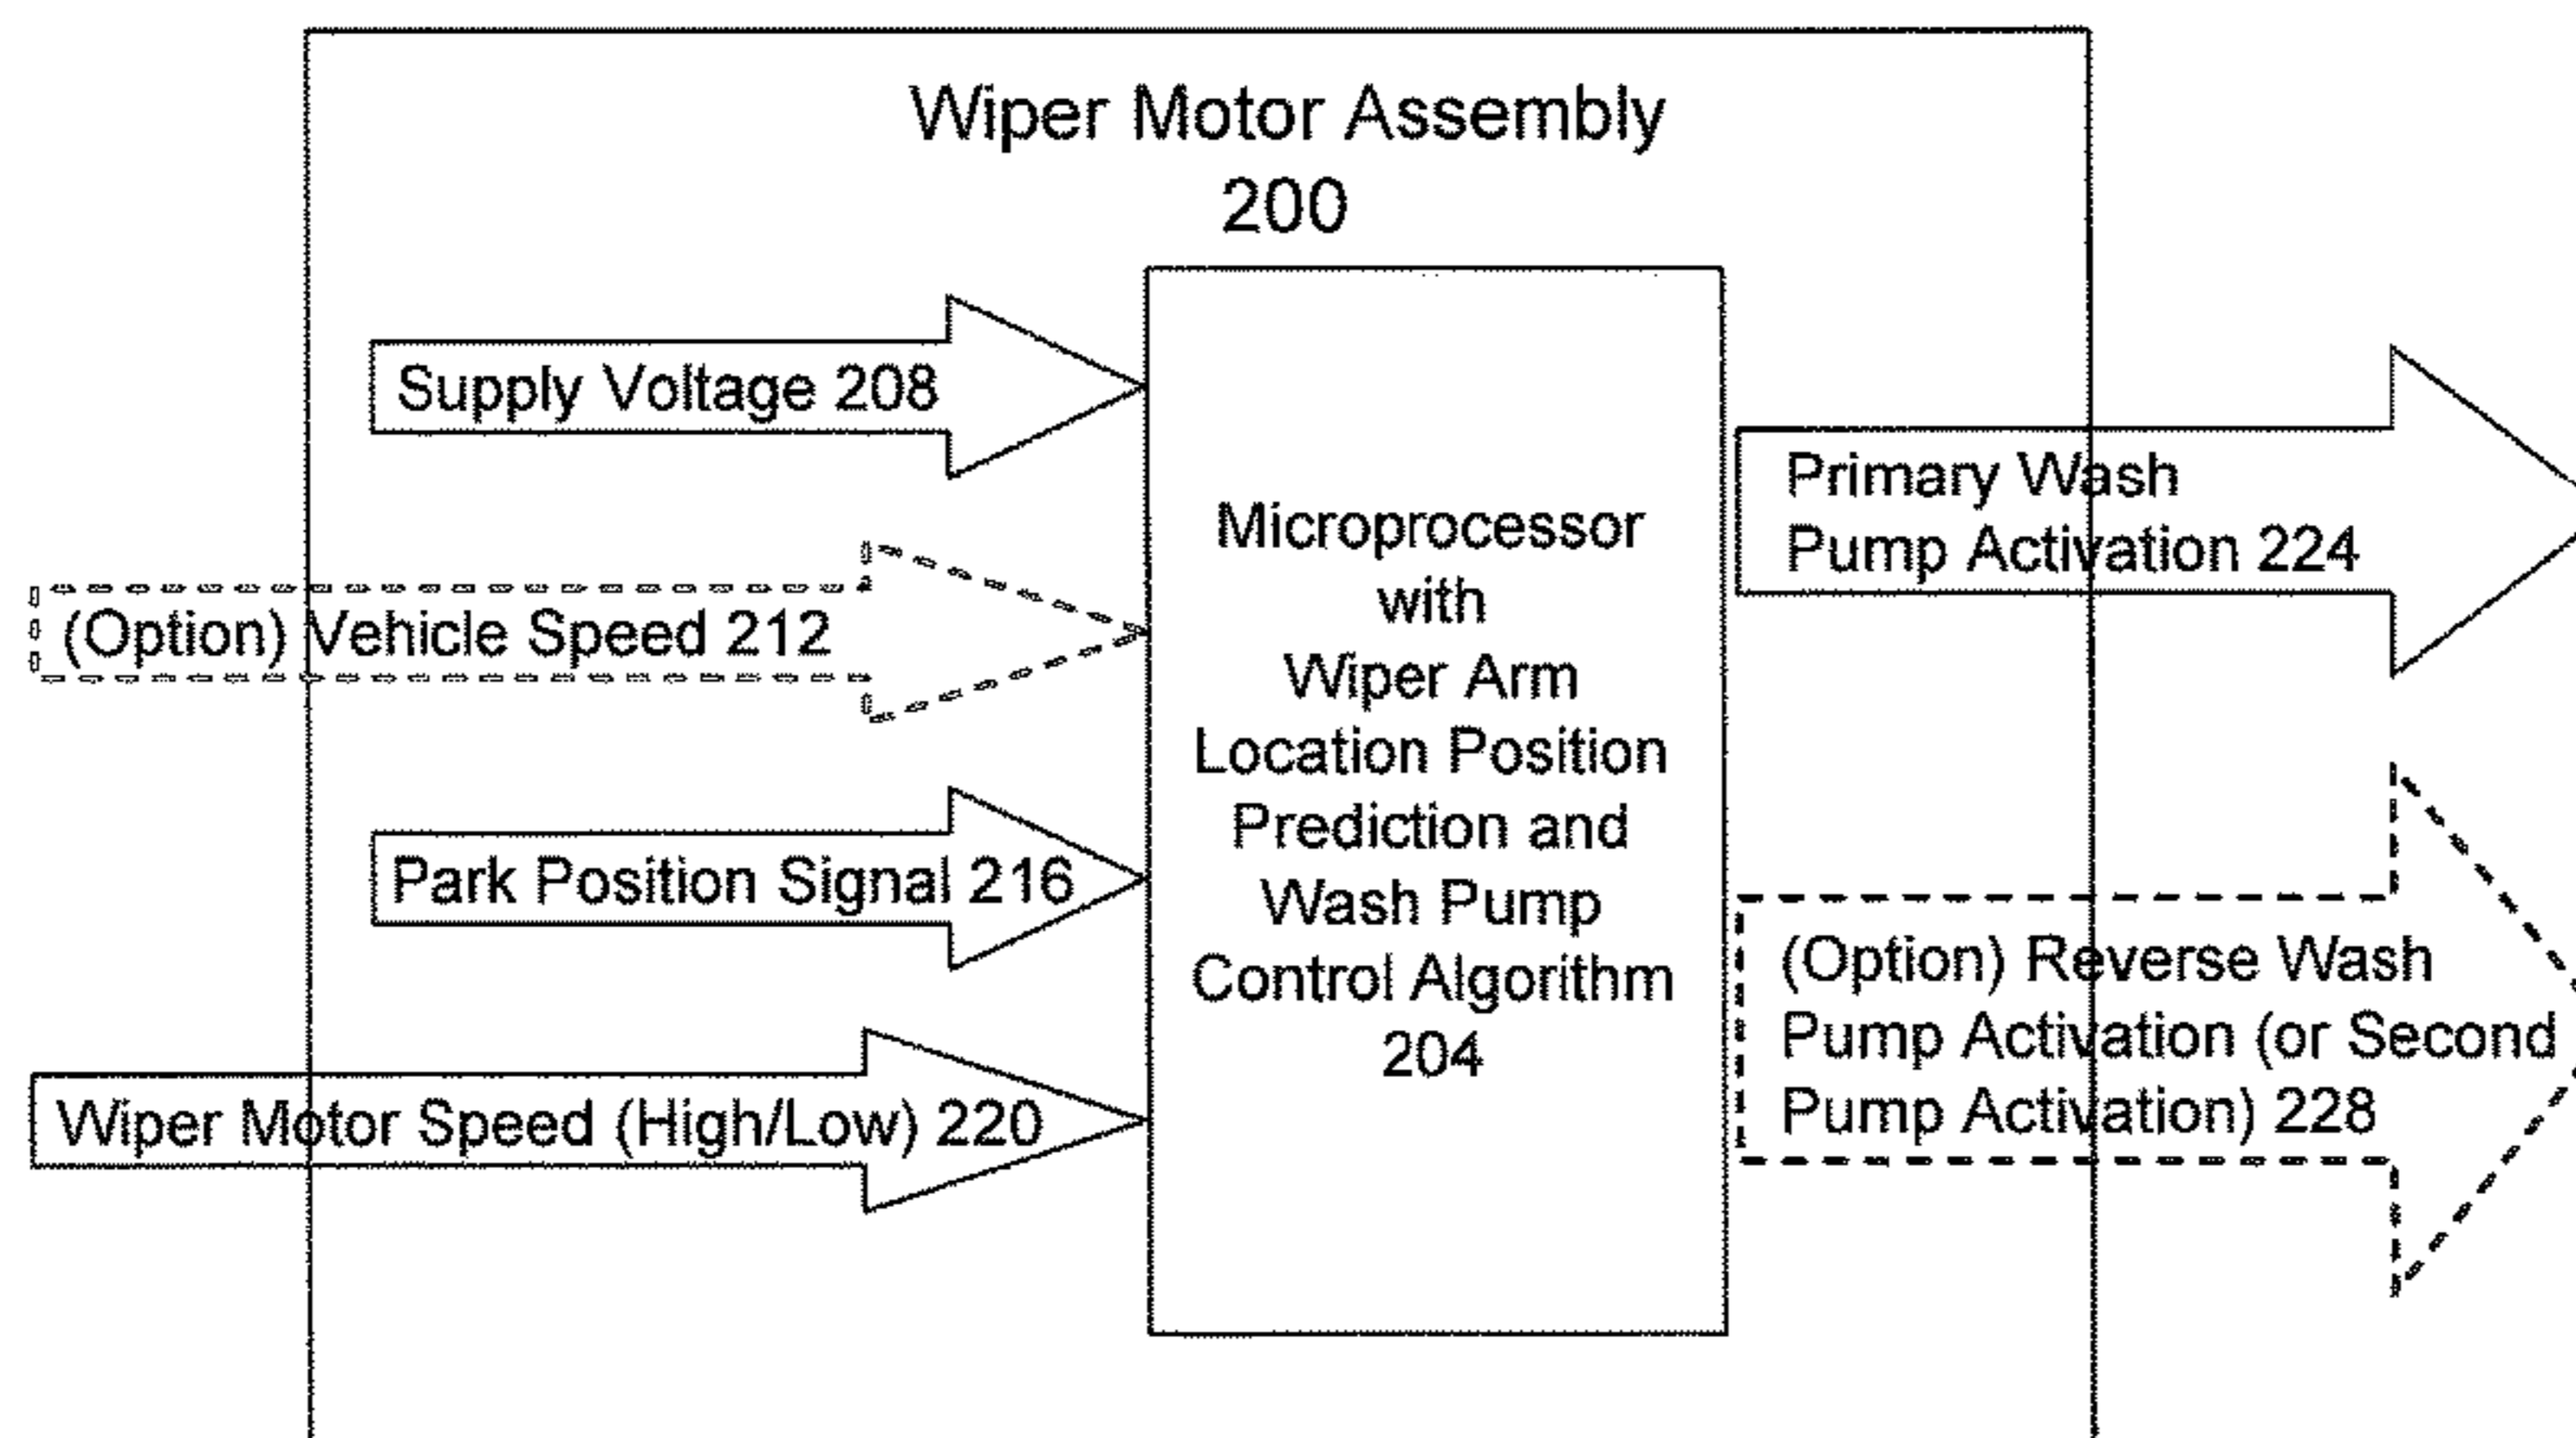 Wiper Motor Assembly
200
Supply Voltage 208
(Option) Vehicle Speed 212
Park Position Signal 216
Wiper Motor Speed (High/Low) 220
Microprocessor
with
Wiper Arm
Location Position
Prediction and
Wash Pump
Control Algorithm
204
Primary Wash
Pump Activation 224
(Option) Reverse Wash
Pump Activation (or Second
Pump Activation) 228